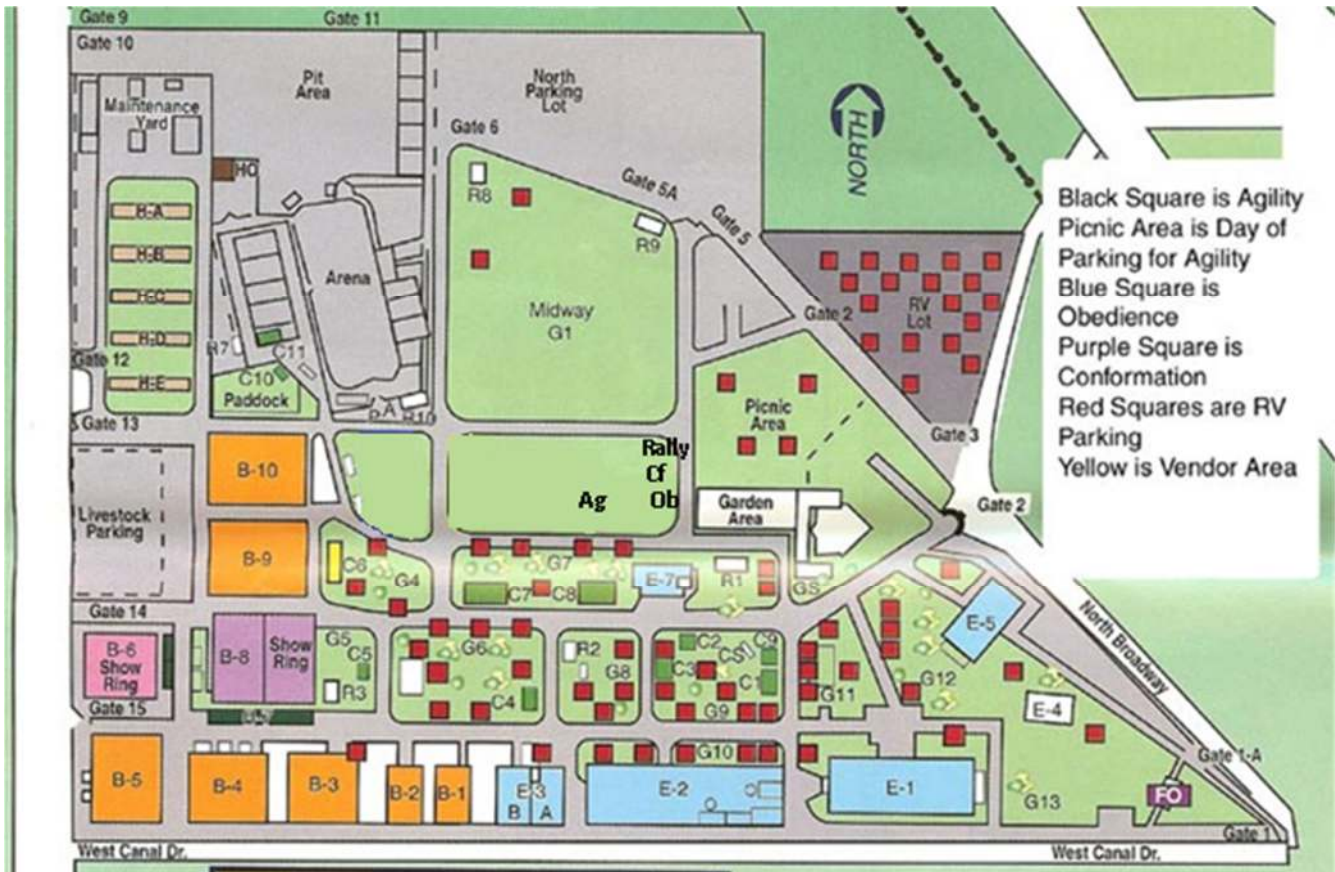 Gate 9
Gate 11
Gate 10
Pit
Area
North
Parking
Lot
Maintenance
Yard
Gate 6
NORTH
HO
R8
Gate 5A
Gate 5
R9
H-A
H-B
H-C
H-D
H-E
Arena
Midway
G1
Gate 2
RV
Lot
R7
C11
C10
Paddock
Gate 12
Gate 13
A
R10
Picnic
Area
Gate 3
Black Square is Agility
Picnic Area is Day of
Parking for Agility
Blue Square is
Obedience
Purple Square is
Conformation
Red Squares are RV
Parking
Yellow is Vendor Area
B-10
Rally
Cf
Ag
Ob
Garden
Area
Gate 2
Livestock
Parking
B-9
C6
G4
G7
C7
C8
E-7
R1
GS
E-5
North Broadway
Gate 14
B-6
Show
Ring
B-8
Show
Ring
G5
C5
R3
G6
C4
R2
G8
C2
C9
CS
C3
C1
G9
G11
G12
E-4
Gate 15
B-5
B-4
B-3
B-2
B-1
E-3
B
A
G10
E-2
E-1
G13
FO
Gate 1-A
Gate 1
West Canal Dr.
West Canal Dr.